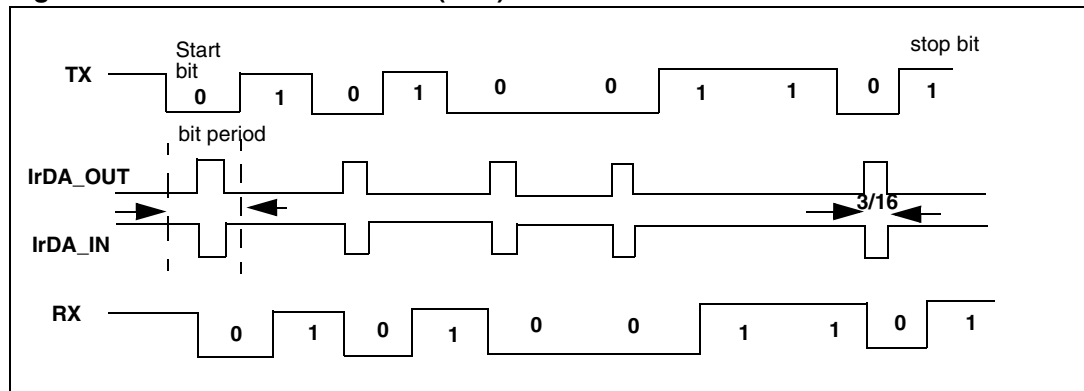 Start
bit
stop bit
TX
0 1 0 1 0 0 1 1 0 1
bit period
IrDA_OUT
3/16
IrDA_IN
RX
0 1 0 1 0 0 1 1 0 1